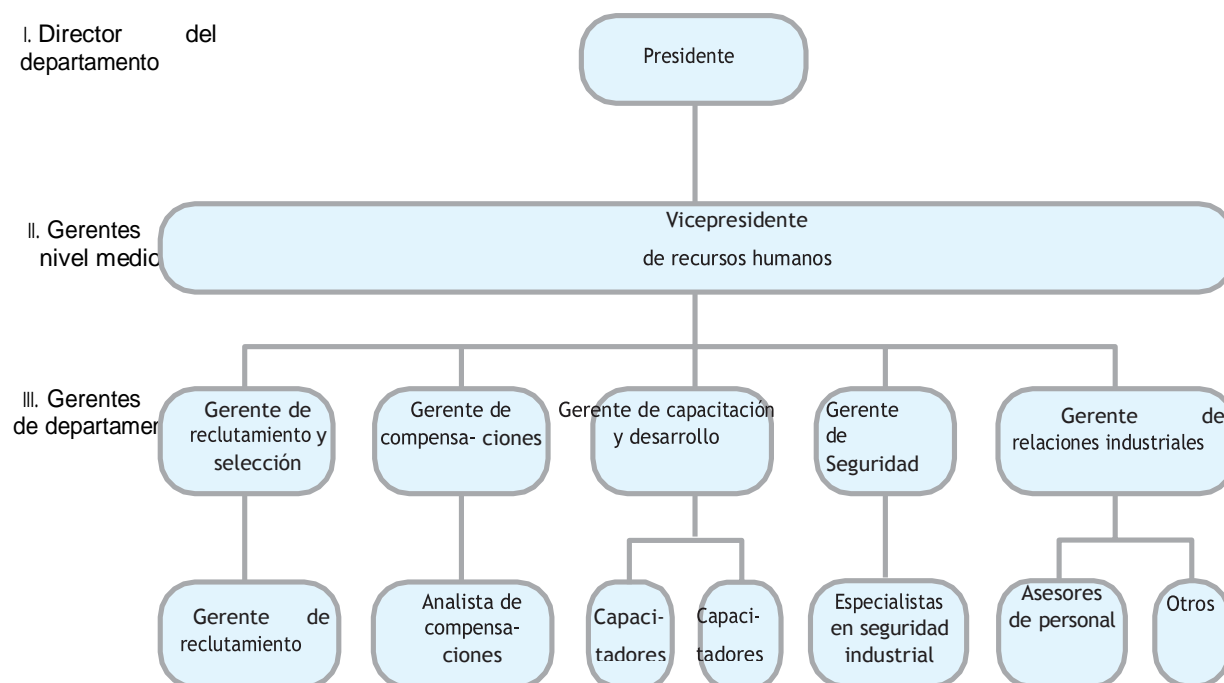 I. Director del
departamento
Presidente
II. Gerentes
nivel medio
Vicepresidente
de recursos humanos
III. Gerentes
de departamen
Gerente de
reclutamiento y
selección
Gerente de
compensa- ciones
Gerente de capacitación
y desarrollo
Gerente
de
Seguridad
Gerente de
relaciones industriales
Gerente de
reclutamiento
Analista de
compensa-
ciones
Capaci-
tadores
Capaci-
tadores
Especialistas
en seguridad
industrial
Asesores
de personal
Otros